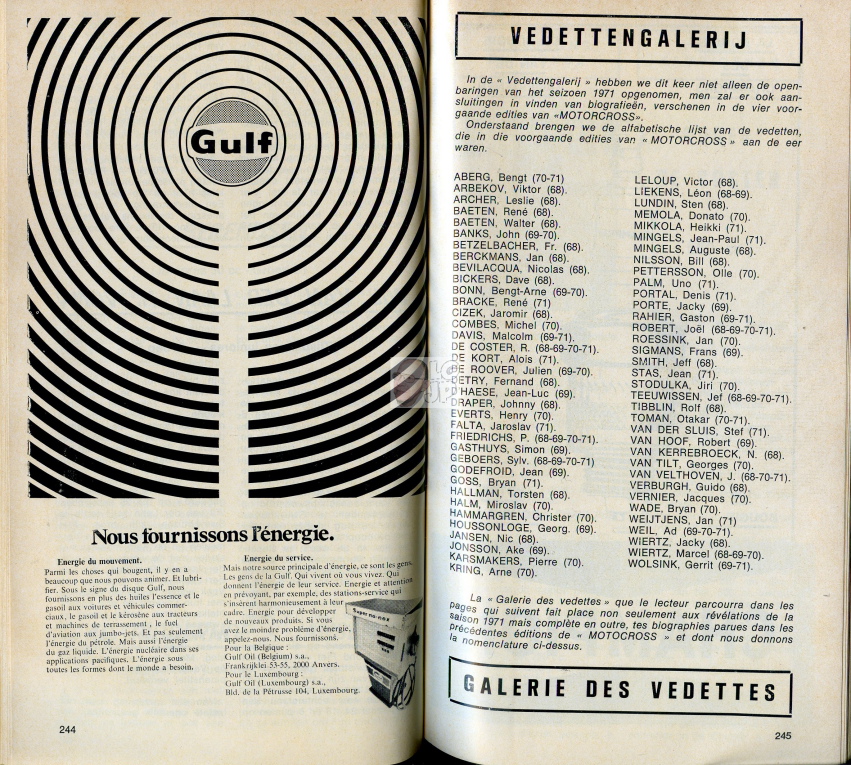 Gulf
Nous fournissons l'énergie.
Energie du mouvement.
Parmi les choses qui bougent, il y en a
beaucoup que nous pouvons animer. Et lubri-
fier. Sous le signe du disque Gulf, nous
fournissons en plus des huiles l'essence et le
gasoil aux voitures et véhicules commer-
ciaux, le gasoil et le kérosène aux tracteurs
et machines de terrassement, le fuel
d'aviation aux jumbo-jets. Et pas seulement
l'énergie du pétrole. Mais aussi l'énergie
du gaz liquide. L'énergie nucléaire dans ses
applications pacifiques. L'énergie sous
toutes les formes dont le monde a besoin.
Energie du service.
Mais notre source principale d'énergie, ce sont les gens.
Les gens de la Gulf. Qui vivent où vous vivez. Qui
donnent l'énergie de leur service. Energie et attention
en prévoyant, par exemple, des stations-service qui
s'insèrent harmonieusement à leur
cadre. Energie pour développer
de nouveaux produits. Si vous
avez le moindre problème d'énergie,
appelez-nous. Nous fournissons.
Pour la Belgique :
Gulf Oil (Belgium) s.a.,
Frankrijklei 53-55, 2000 Anvers.
Pour le Luxembourg :
Gulf Oil (Luxembourg) s.a.,
Bld. de la Pétrusse 104, Luxembourg.
Super no-nox
244
VEDETTENGALERIJ
In de « Vedettengalerij » hebben we dit keer niet alleen de open-
baringen van het seizoen 1971 opgenomen, men zal er ook aan-
sluitingen in vinden van biografieën, verschenen in de vier voor-
gaande edities van «MOTORCROSS».
Onderstaand brengen we de alfabetische lijst van de vedetten,
die in die voorgaande edities van « MOTORCROSS » aan de eer
waren.
ABERG, Bengt (70-71)
ARBEKOV, Viktor (68).
ARCHER, Leslie (68).
BAETEN, René (68).
BAETEN, Walter (68).
BANKS, John (69-70).
BETZELBACHER, Fr. (68).
BERCKMANS, Jan (68).
BEVILACQUA, Nicolas (68).
BICKERS, Dave (68).
BONN, Bengt-Arne (69-70).
BRACKE, René (71)
CIZEK, Jaromir (68).
COMBES, Michel (70).
DAVIS, Malcolm (69-71).
DE COSTER, R. (68-69-70-71).
DE KORT, Alois (71).
DE ROOVER, Julien (69-70).
DETRY, Fernand (68).
D'HAESE, Jean-Luc (69).
DRAPER, Johnny (68).
EVERTS, Henry (70).
FALTA, Jaroslav (71).
FRIEDRICHS, P. (68-69-70-71).
GASTHUYS, Simon (69).
GEBOERS, Sylv. (68-69-70-71)
GODEFROID, Jean (69).
GOSS, Bryan (71).
HALLMAN, Torsten (68).
HALM, Miroslav (70).
HAMMARGREN, Christer (70).
HOUSSONLOGE, Georg. (69).
JANSEN, Nic (68).
JONSSON, Ake (69).
KARSMAKERS, Pierre (70).
KRING, Arne (70).
LELOUP, Victor (68).
LIEKENS, Léon (68-69).
LUNDIN, Sten (68).
MEMOLA, Donato (70).
MIKKOLA, Heikki (71).
MINGELS, Jean-Paul (71).
MINGELS, Auguste (68).
NILSSON, Bill (68).
PETTERSSON, Olle (70).
PALM, Uno (71).
PORTAL, Denis (71).
PORTE, Jacky (69).
RAHIER, Gaston (69-71).
ROBERT, Joël (68-69-70-71).
ROESSINK, Jan (70).
SIGMANS, Frans (69).
SMITH, Jeff (68).
STAS, Jean (71).
STODULKA, Jiri (70).
TEEUWISSEN, Jef (68-69-70-71).
TIBBLIN, Rolf (68).
TOMAN, Otakar (70-71).
VAN DER SLUIS, Stef (71).
VAN HOOF, Robert (69).
VAN KERREBROECK, N. (68).
VAN TILT, Georges (70).
VAN VELTHOVEN, J. (68-70-71).
VERBURGH, Guido (68).
VERNIER, Jacques (70).
WADE, Bryan (70).
WEIJTJENS, Jan (71)
WEIL, Ad (69-70-71).
WIERTZ, Jacky (68).
WIERTZ, Marcel (68-69-70).
WOLSINK, Gerrit (69-71).
La « Galerie des vedettes » que le lecteur parcourra dans les
pages qui suivent fait place non seulement aux révélations de la
saison 1971 mais complète en outre, tes biographies parues dans les
précédentes éditions de « MOTOCROSS » et dont nous donnons
la nomenclature ci-dessus.
GALERIE DES VEDETTES
245